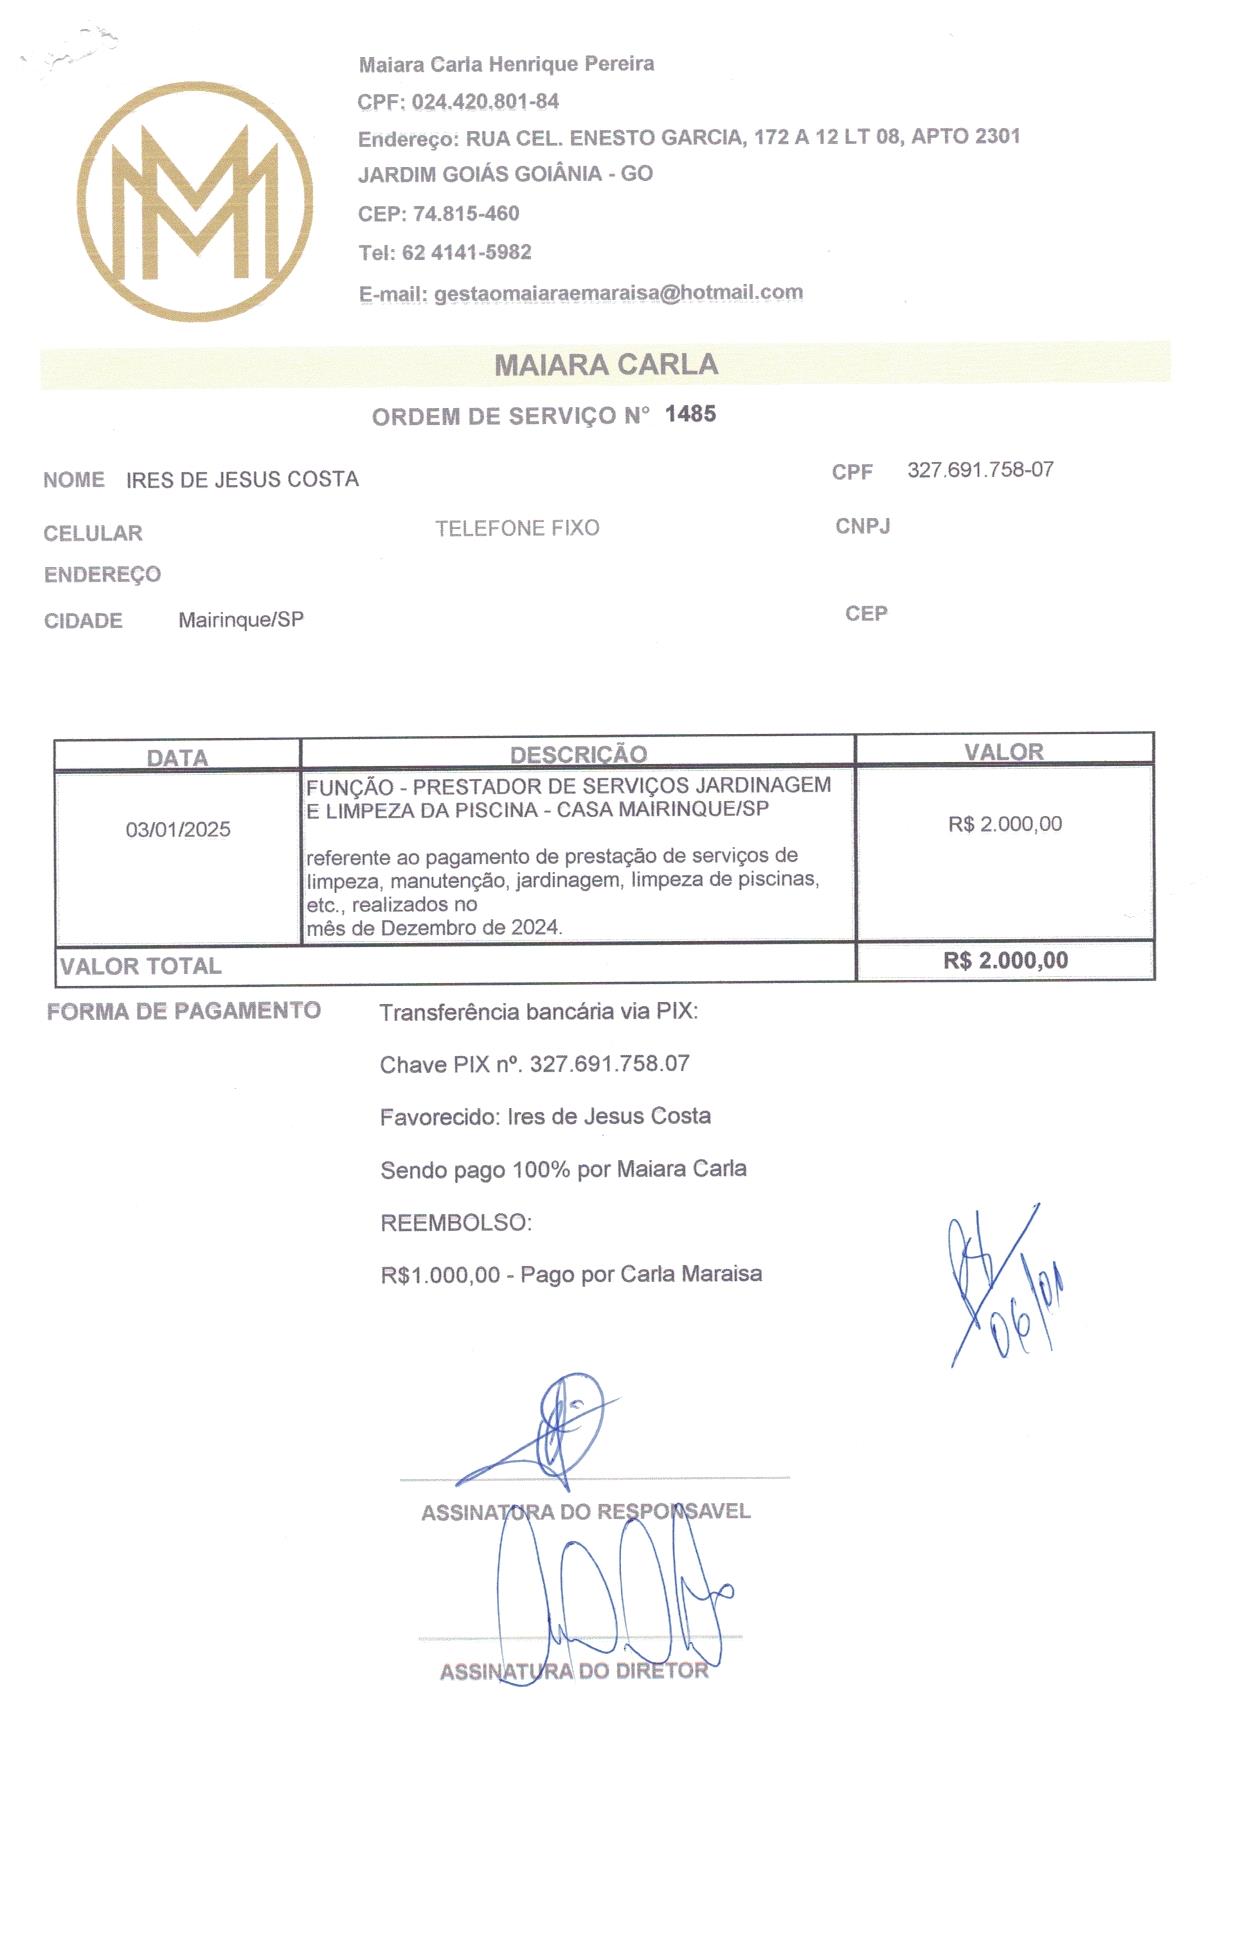 Maiara Carla Henrique Pereira
CPF: 024.420.801-84
Endereço: RUA CEL. ENESTO GARCIA, 172 A 12 LT 08, APTO 2301
JARDIM GOIÁS GOIÂNIA - GO
CEP: 74.815-460
Tel: 62 4141-5982
E-mail: gestaomaiaraemaraisa@hotmail.com
MAIARA CARLA
ORDEM DE SERVIÇO N° 1485
NOME IRES DE JESUS COSTA CPF 327.691.758-07
CELULAR TELEFONE FIXO CNPJ
ENDEREÇO
CIDADE Mairinque/SP CEP
DATA DESCRIÇÃO VALOR
FUNÇÃO - PRESTADOR DE SERVIÇOS JARDINAGEM
E LIMPEZA DA PISCINA - CASA MAIRINQUE/SP
03/01/2025 R$ 2.000,00
referente ao pagamento de prestação de serviços de
limpeza, manutenção, jardinagem, limpeza de piscinas,
etc., realizados no
mês de Dezembro de 2024.
VALOR TOTAL R$ 2.000,00
FORMA DE PAGAMENTO Transferência bancária via PIX:
Chave PIX nº. 327.691.758.07
Favorecido: Ires de Jesus Costa
Sendo pago 100% por Maiara Carla
REEMBOLSO:
R$1.000,00 - Pago por Carla Maraisa
06/01
ASSINATURA DO RESPONSAVEL
ASSINATURA DO DIRETOR